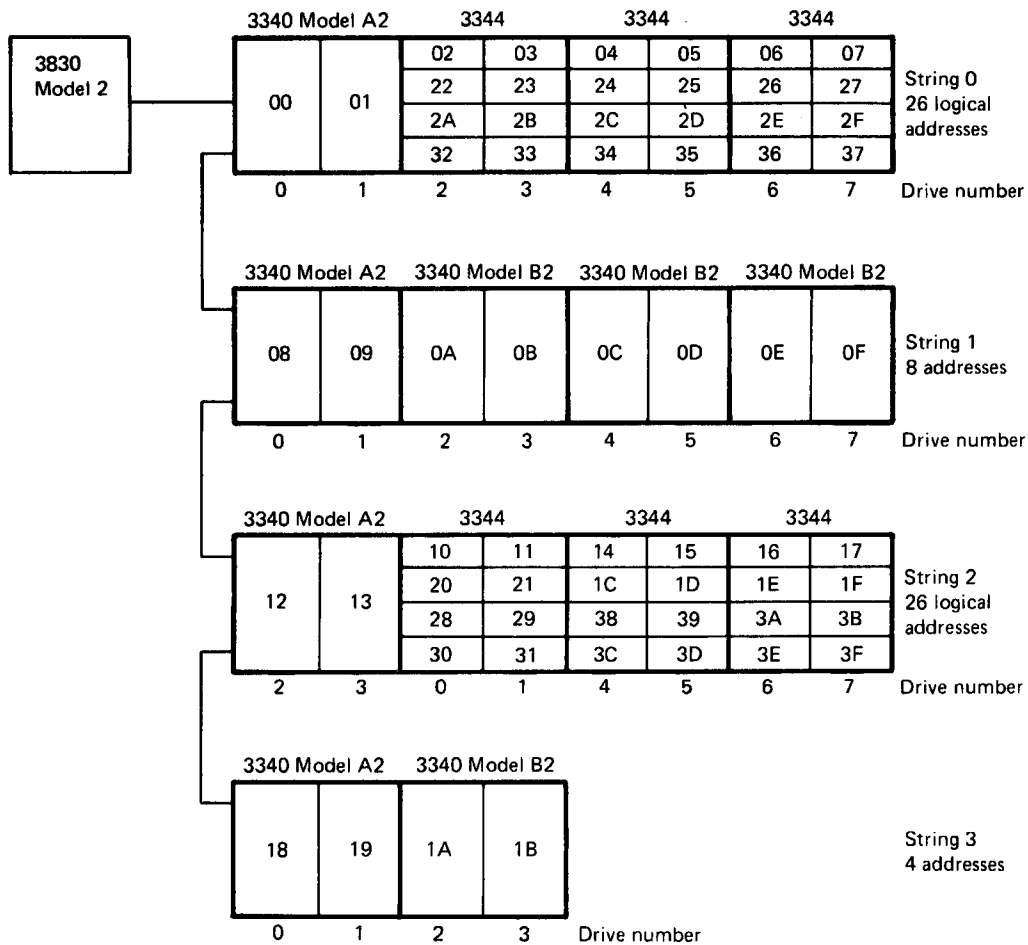 3340 Model A2 3344 3344 3344
3830
Model 2
02 03 04 05 06 07
00 01 22 23 24 25 26 27
2A 2B 2C 2D 2E 2F
32 33 34 35 36 37
String 0
26 logical
addresses
0 1 2 3 4 5 6 7 Drive number
3340 Model A2 3340 Model B2 3340 Model B2 3340 Model B2
08 09 0A 0B 0C 0D 0E 0F
String 1
8 addresses
0 1 2 3 4 5 6 7 Drive number
3340 Model A2 3344 3344 3344
10 11 14 15 16 17
12 13 20 21 1C 1D 1E 1F
28 29 38 39 3A 3B
30 31 3C 3D 3E 3F
String 2
26 logical
addresses
2 3 0 1 4 5 6 7 Drive number
3340 Model A2 3340 Model B2
18 19 1A 1B
String 3
4 addresses
0 1 2 3 Drive number